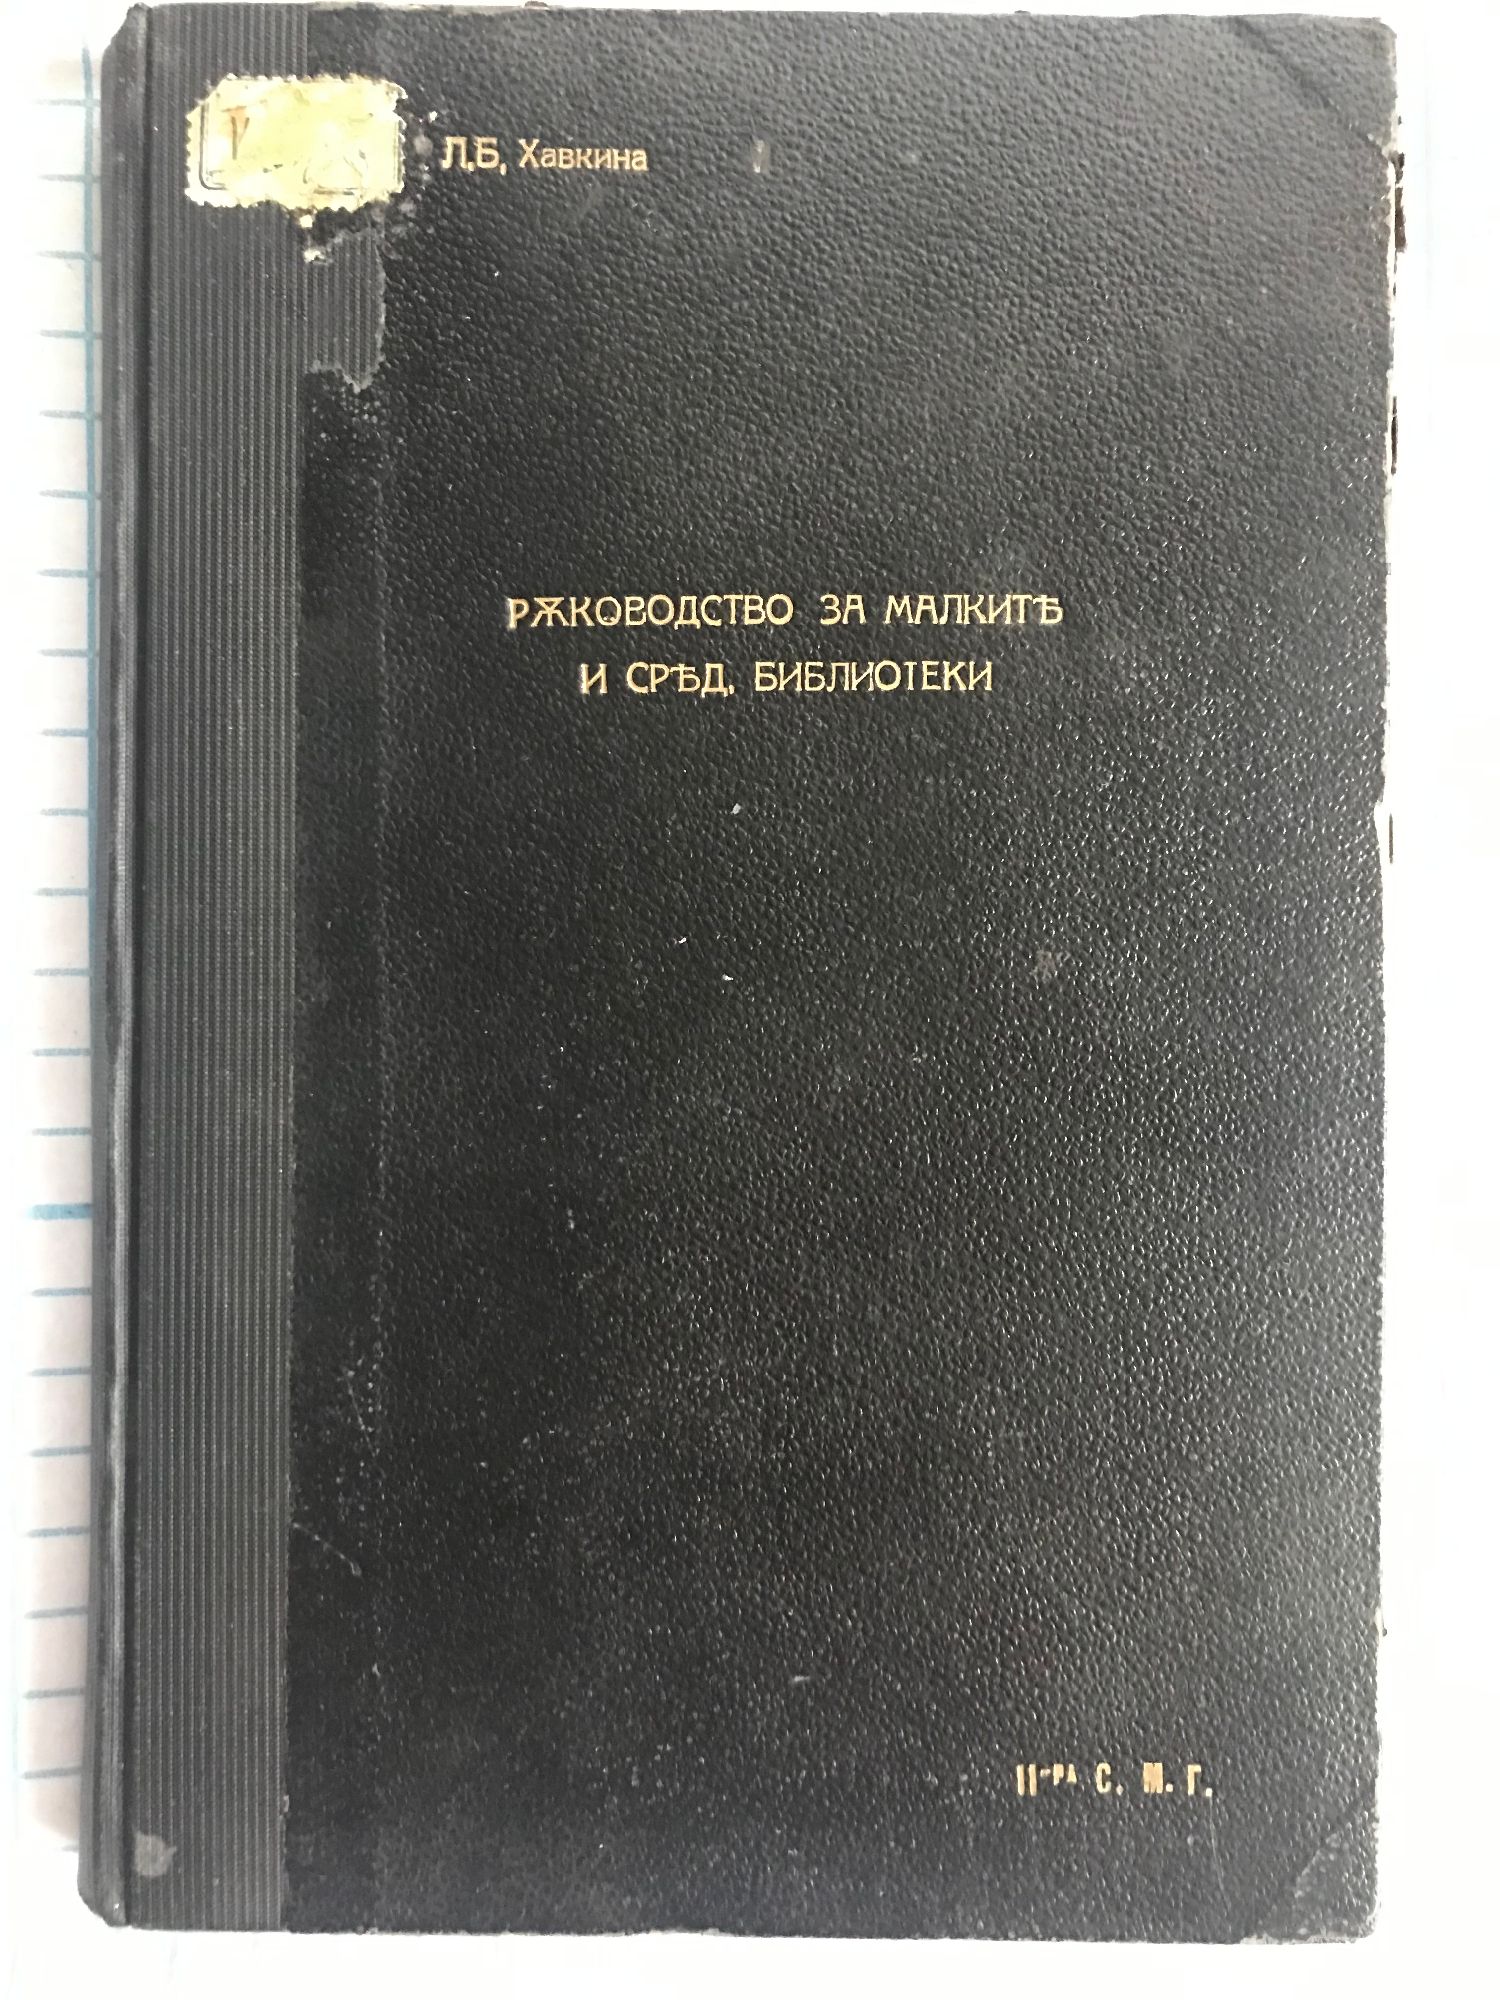 Л.Б. Хавкина
РѪКОВОДСТВО ЗА МАЛКИТѢ
И СРѢД. БИБЛИОТЕКИ
II-РА С. М. Г.